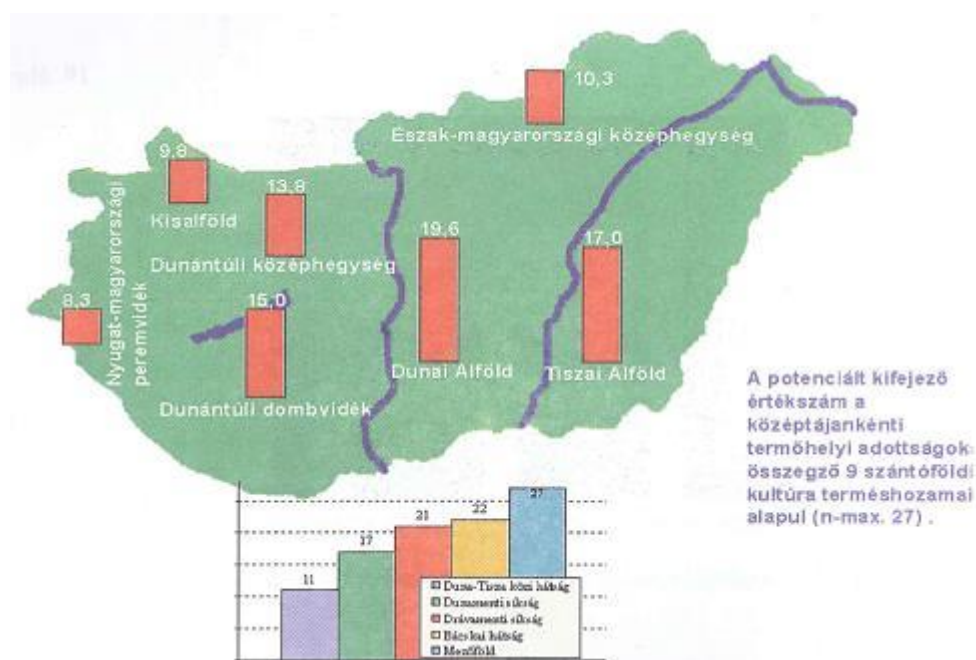 10,3
Észak-magyarországi középhegység
9,8
Kisalföld
13,8
Dunántúli középhegység
19,6
Dunai Alföld
17,0
Tiszai Alföld
8,3
Nyugat-magyarországi
peremvidék
15,0
Dunántúli dombvidék
A potenciált kifejező
értékszám a
középtájankénti
termőhelyi adottságok
összegző 9 szántóföldi
kultúra terméshozamai
alapul (n-max. 27) .
11
17
21
22
27
Duna-Tisza közi hátság
Dunamenti síkság
Drávamenti síkság
Bácskai hátság
Mezőföld